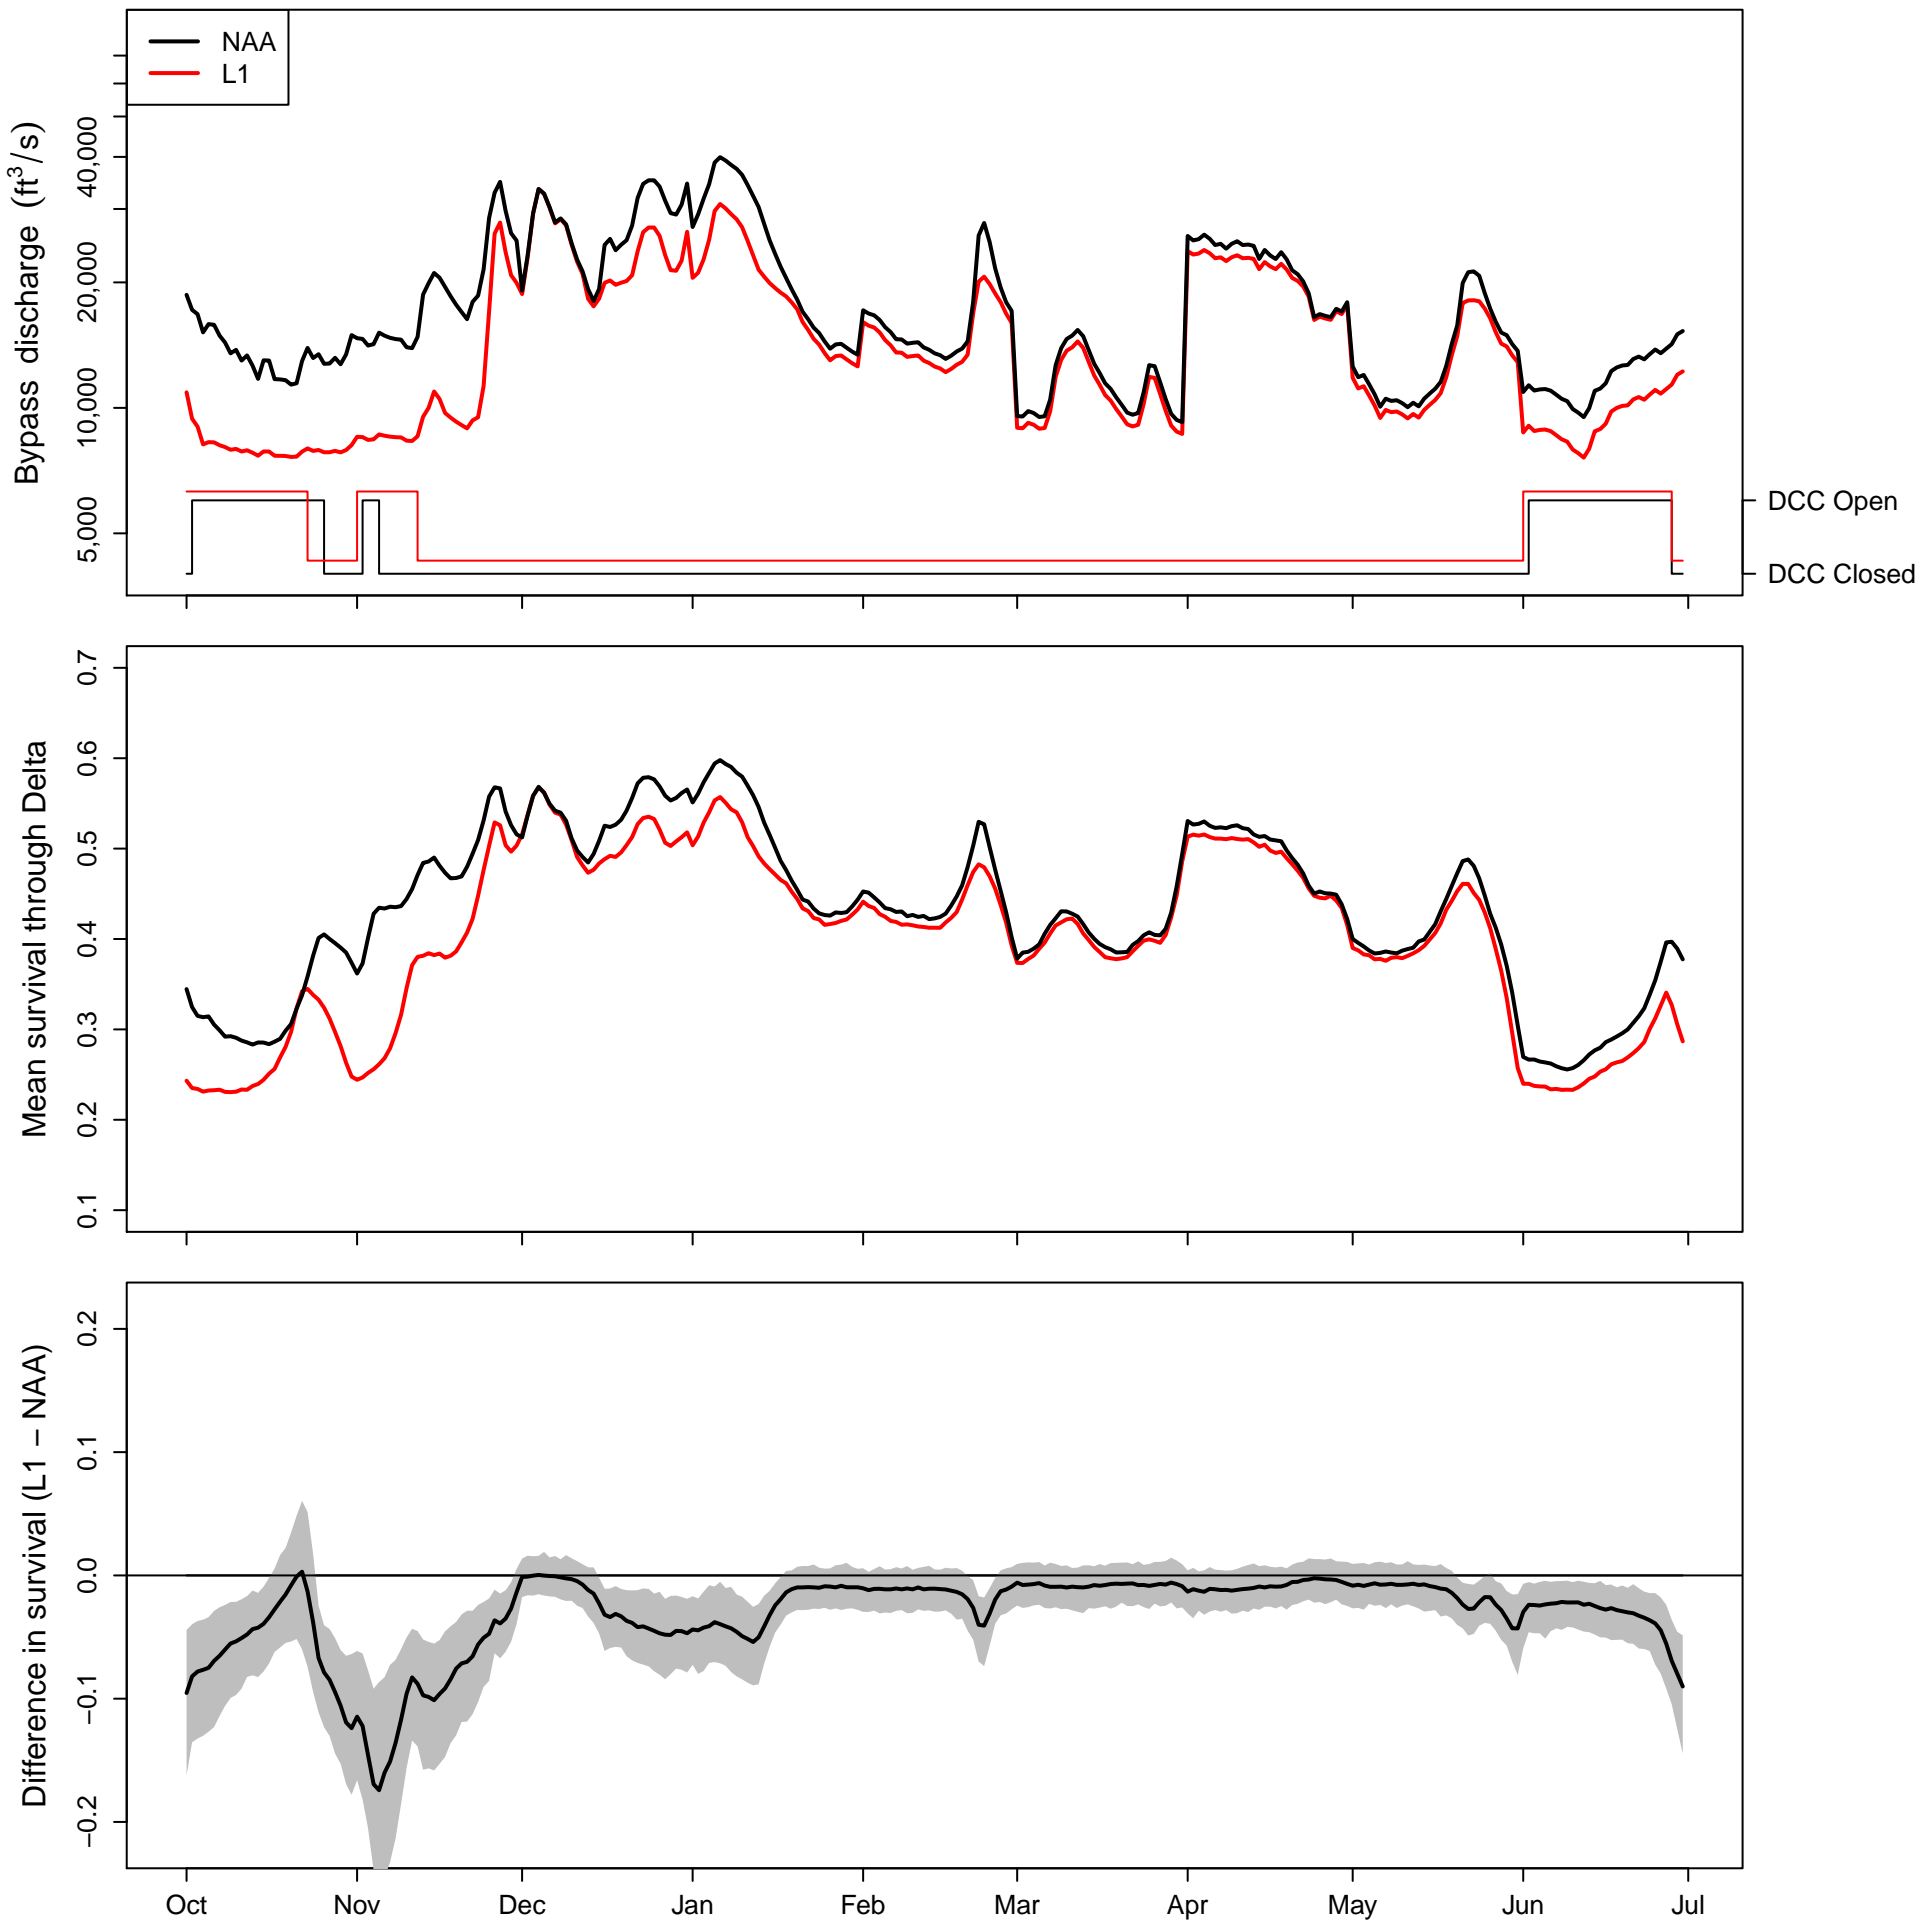 NAA
L1
Bypass discharge (ft³/s)
40,000
20,000
10,000
5,000
DCC Open
DCC Closed
Mean survival through Delta
0.7
0.6
0.5
0.4
0.3
0.2
0.1
Difference in survival (L1 − NAA)
0.2
0.1
0.0
−0.1
−0.2
Oct Nov Dec Jan Feb Mar Apr May Jun Jul